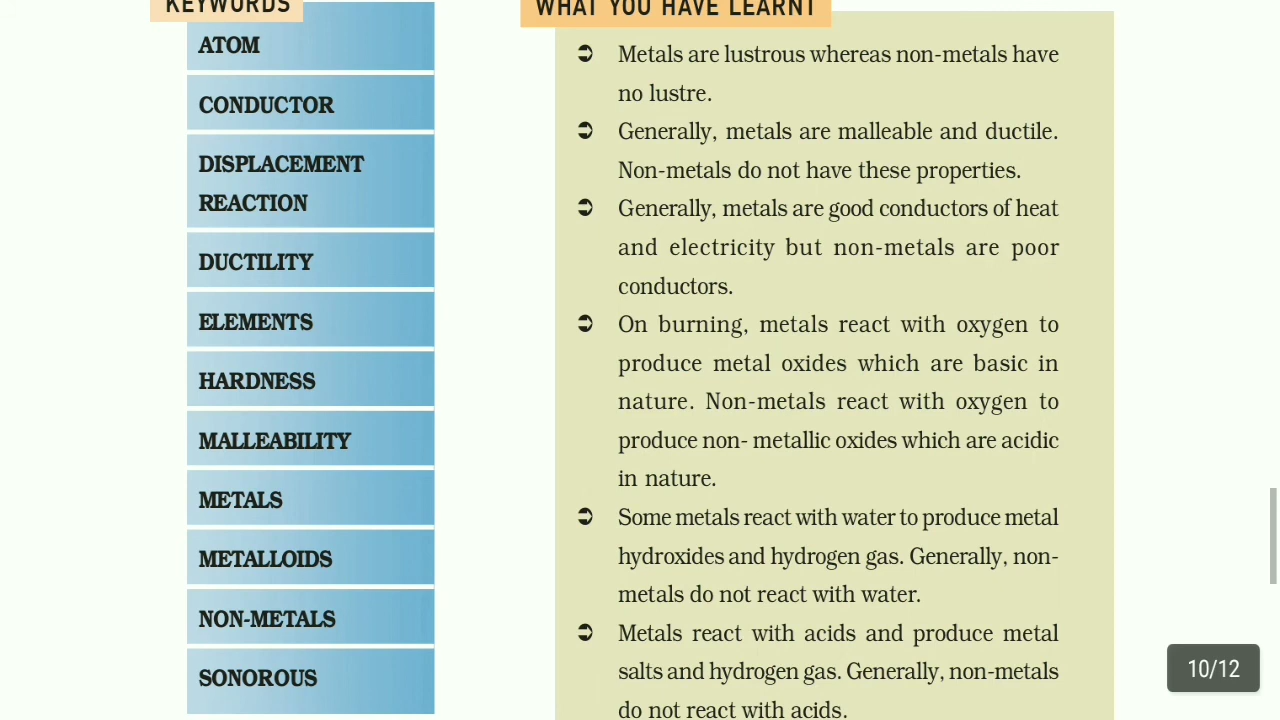 KEYWORDS
ATOM
CONDUCTOR
DISPLACEMENT
REACTION
DUCTILITY
ELEMENTS
HARDNESS
MALLEABILITY
METALS
METALLOIDS
NON-METALS
SONOROUS
WHAT YOU HAVE LEARNT
➲ Metals are lustrous whereas non-metals have
no lustre.
➲ Generally, metals are malleable and ductile.
Non-metals do not have these properties.
➲ Generally, metals are good conductors of heat
and electricity but non-metals are poor
conductors.
➲ On burning, metals react with oxygen to
produce metal oxides which are basic in
nature. Non-metals react with oxygen to
produce non- metallic oxides which are acidic
in nature.
➲ Some metals react with water to produce metal
hydroxides and hydrogen gas. Generally, non-
metals do not react with water.
➲ Metals react with acids and produce metal
salts and hydrogen gas. Generally, non-metals
do not react with acids.
10/12